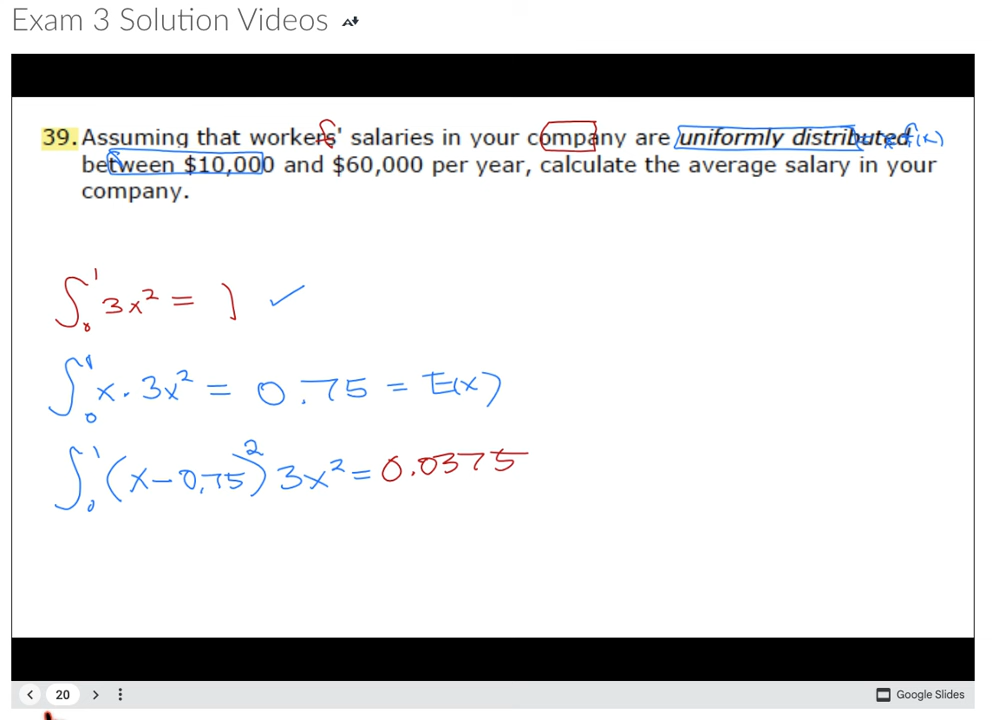 Exam 3 Solution Videos
39. Assuming that workers' salaries in your company are uniformly distributed f(x)
between $10,000 and $60,000 per year, calculate the average salary in your
company.
∫₀¹ 3x² = 1 ✓
∫₀¹ x · 3x² = 0.75 = E(x)
∫₀¹ (x-0.75)² 3x² = 0.0375
20
Google Slides